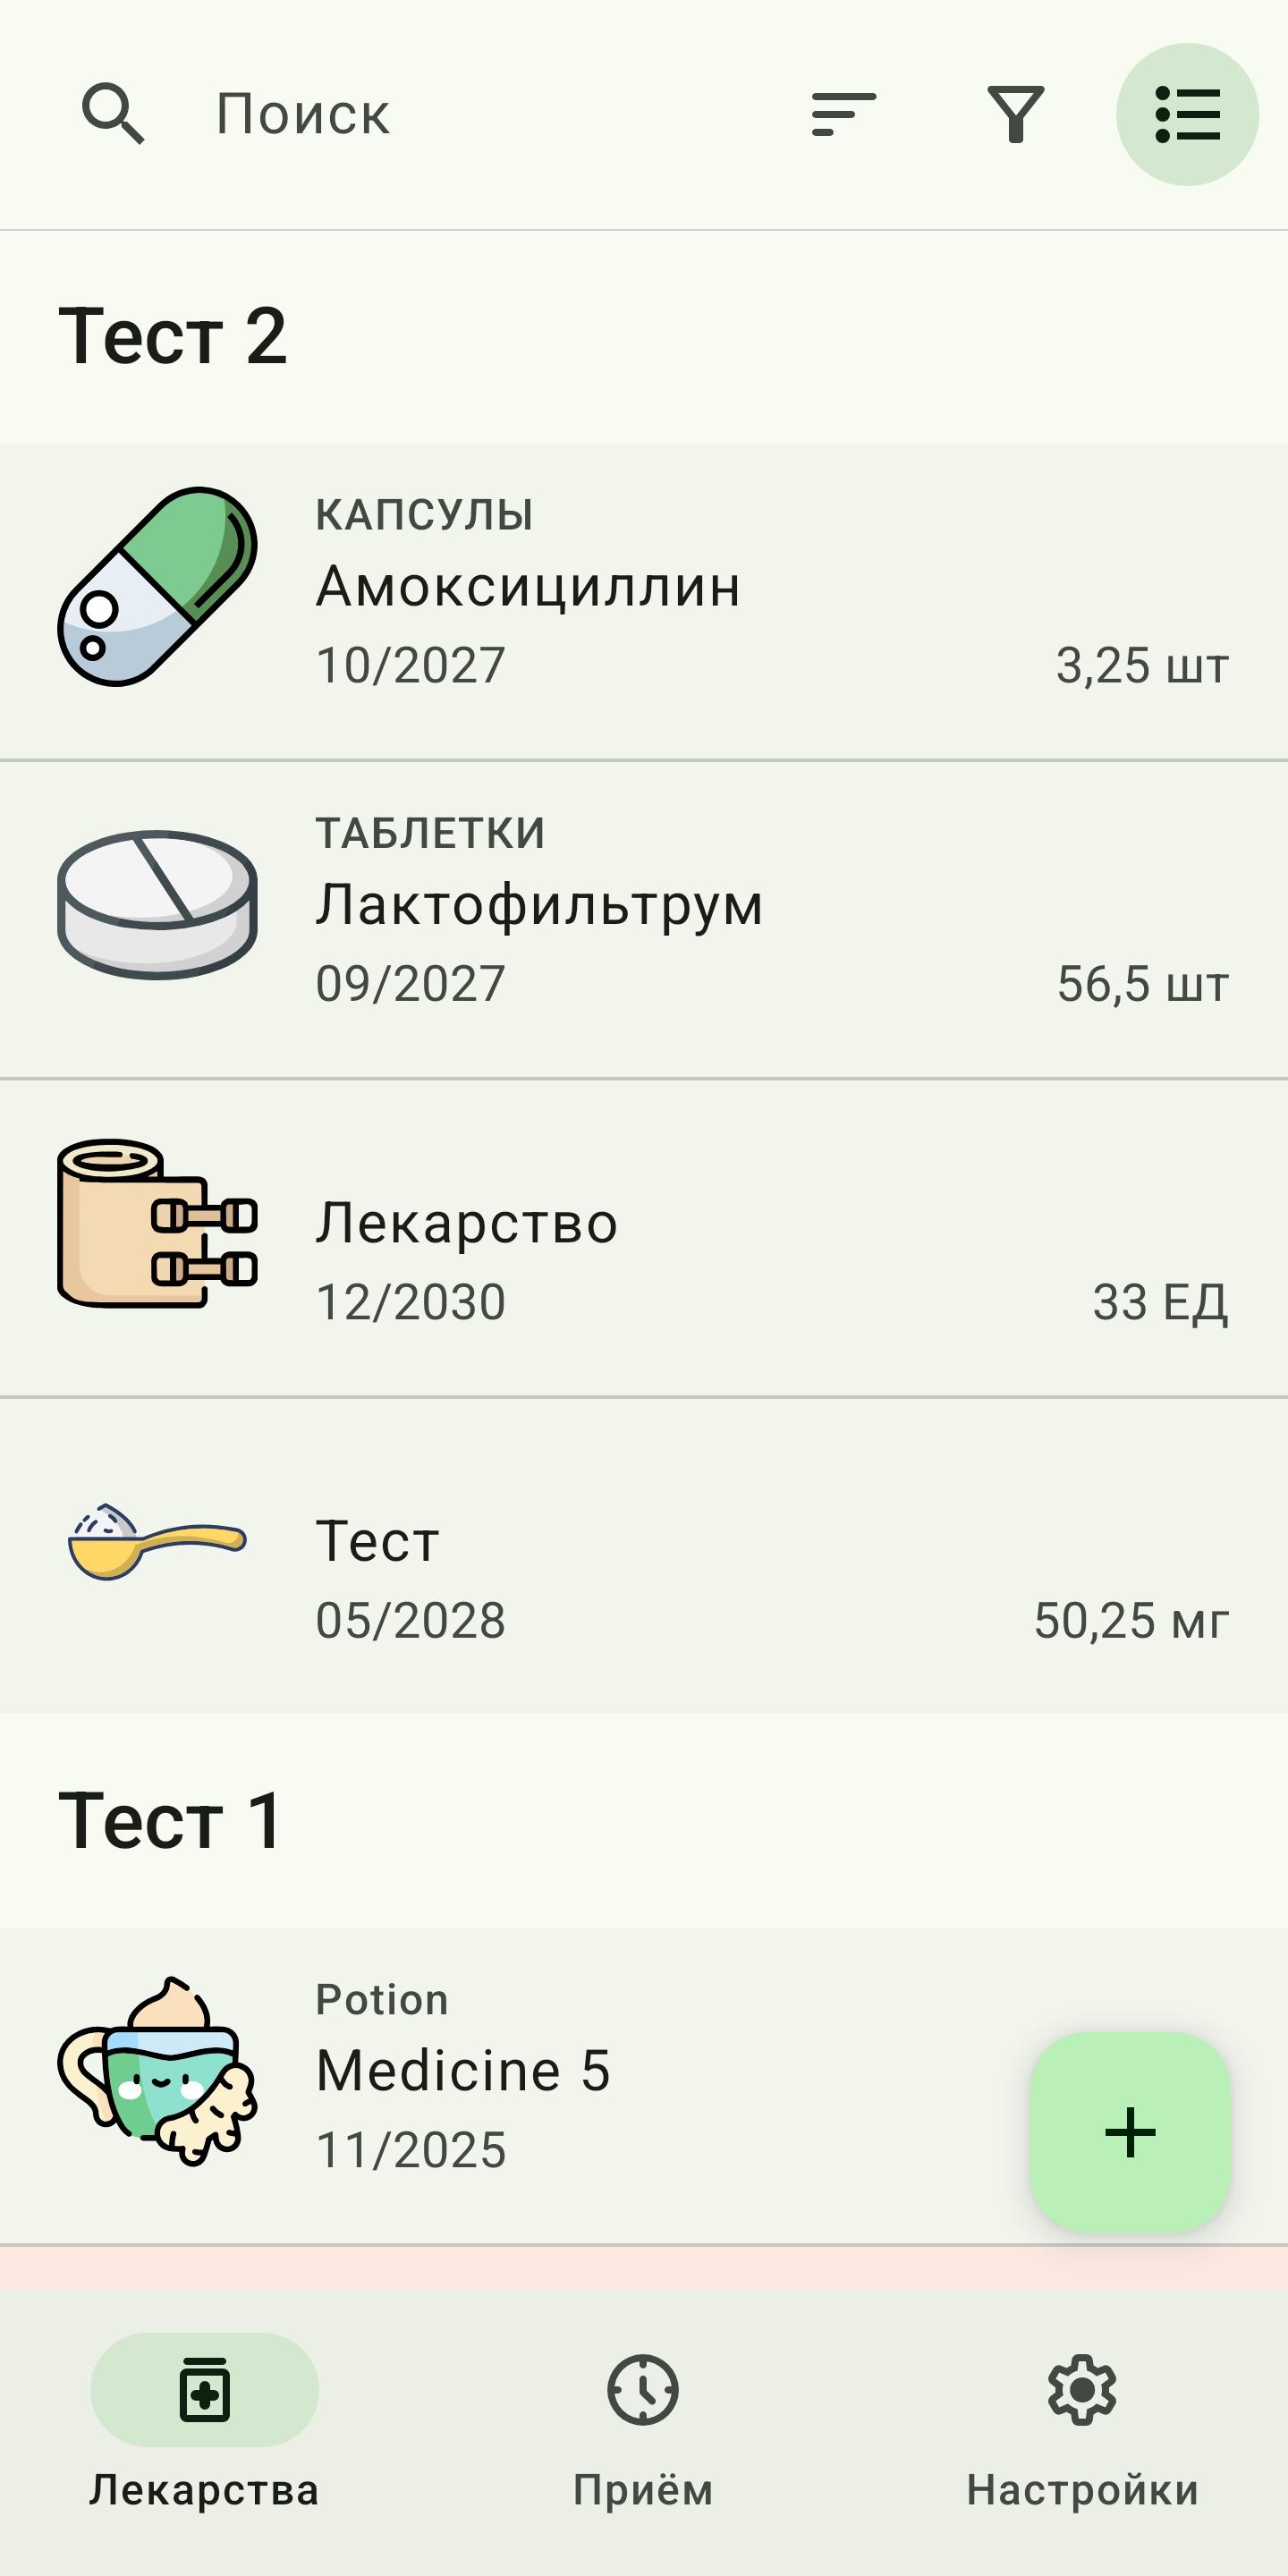 Поиск
Тест 2
КАПСУЛЫ
Амоксициллин
10/2027
3,25 шт
ТАБЛЕТКИ
Лактофильтрум
09/2027
56,5 шт
Лекарство
12/2030
33 ЕД
Тест
05/2028
50,25 мг
Тест 1
Potion
Medicine 5
11/2025
Лекарства
Приём
Настройки